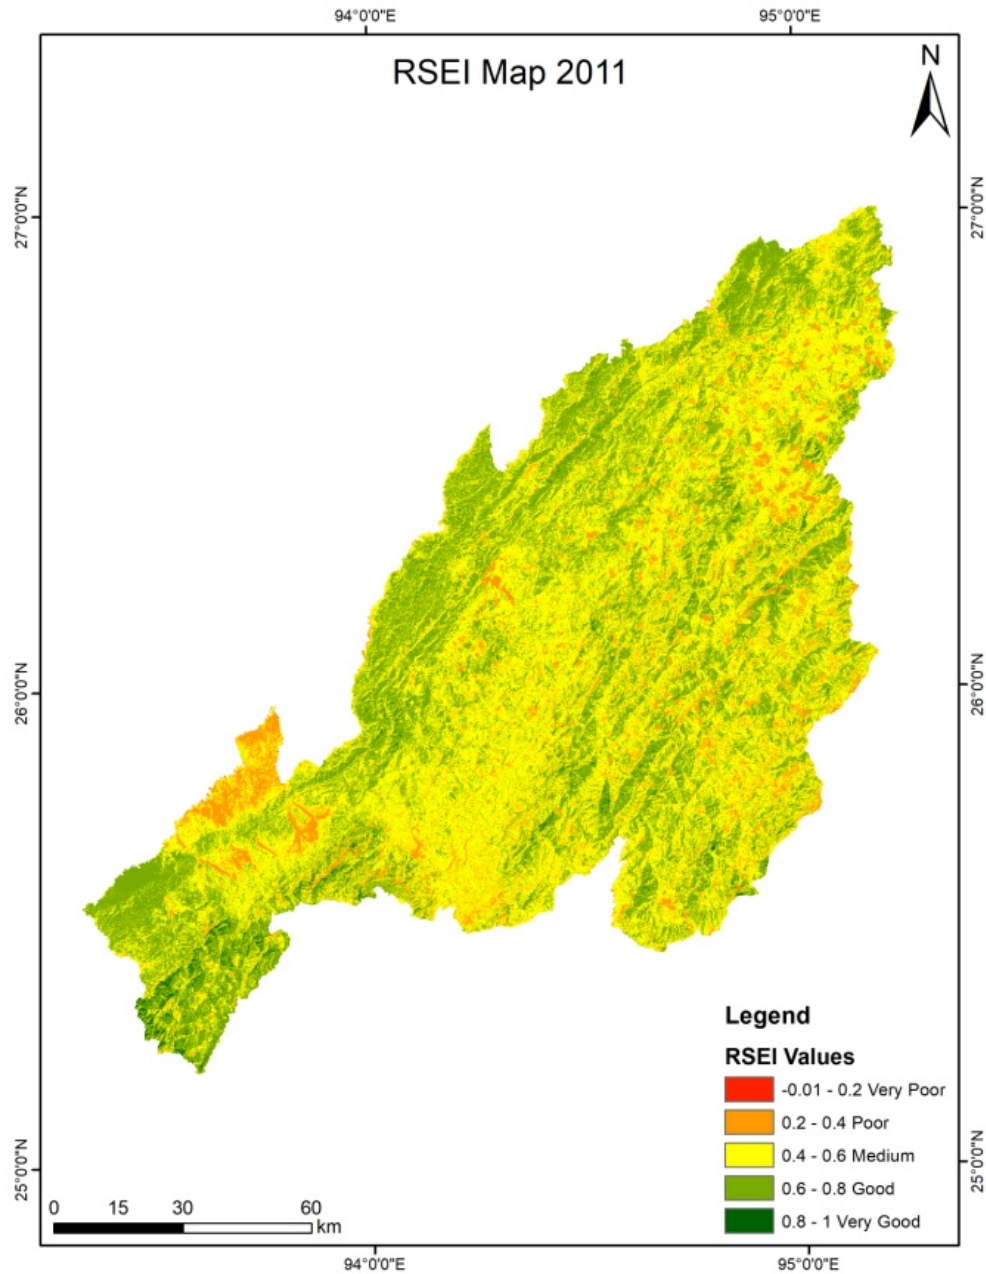 94°0'0"E 95°0'0"E
RSEI Map 2011
N
27°0'0"N 27°0'0"N
26°0'0"N 26°0'0"N
Legend
RSEI Values
-0.01 - 0.2 Very Poor
0.2 - 0.4 Poor
0.4 - 0.6 Medium
0.6 - 0.8 Good
0.8 - 1 Very Good
25°0'0"N 25°0'0"N
0 15 30 60
km
94°0'0"E 95°0'0"E